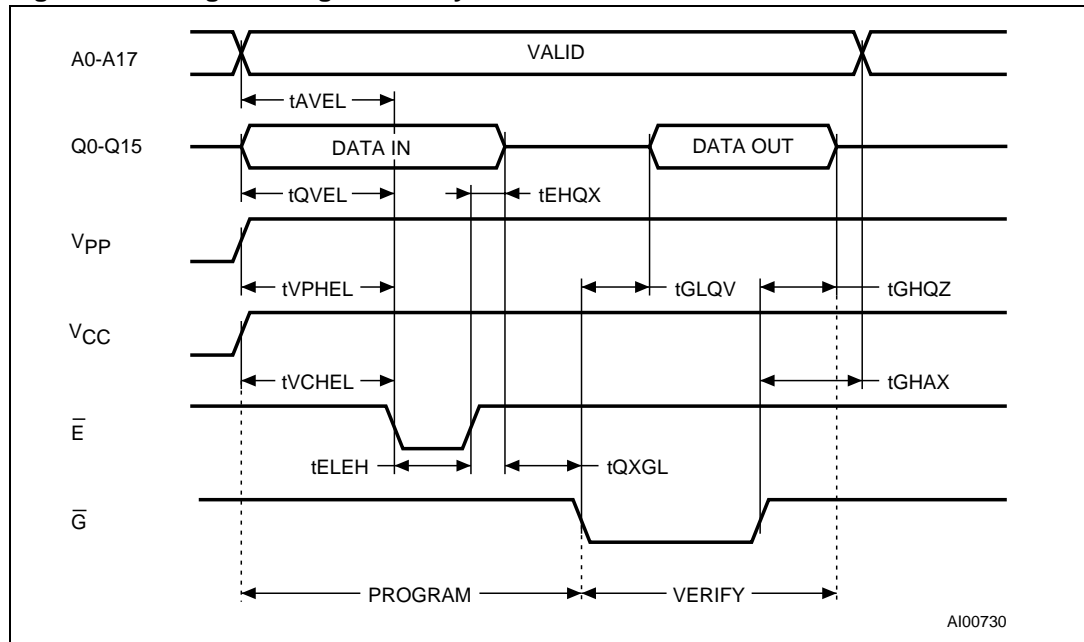 A0-A17
VALID
tAVEL
Q0-Q15
DATA IN
DATA OUT
tQVEL
tEHQX
VPP
tVPHEL
tGLQV
tGHQZ
VCC
tVCHEL
tGHAX
E̅
tELEH
tQXGL
G̅
PROGRAM
VERIFY
AI00730